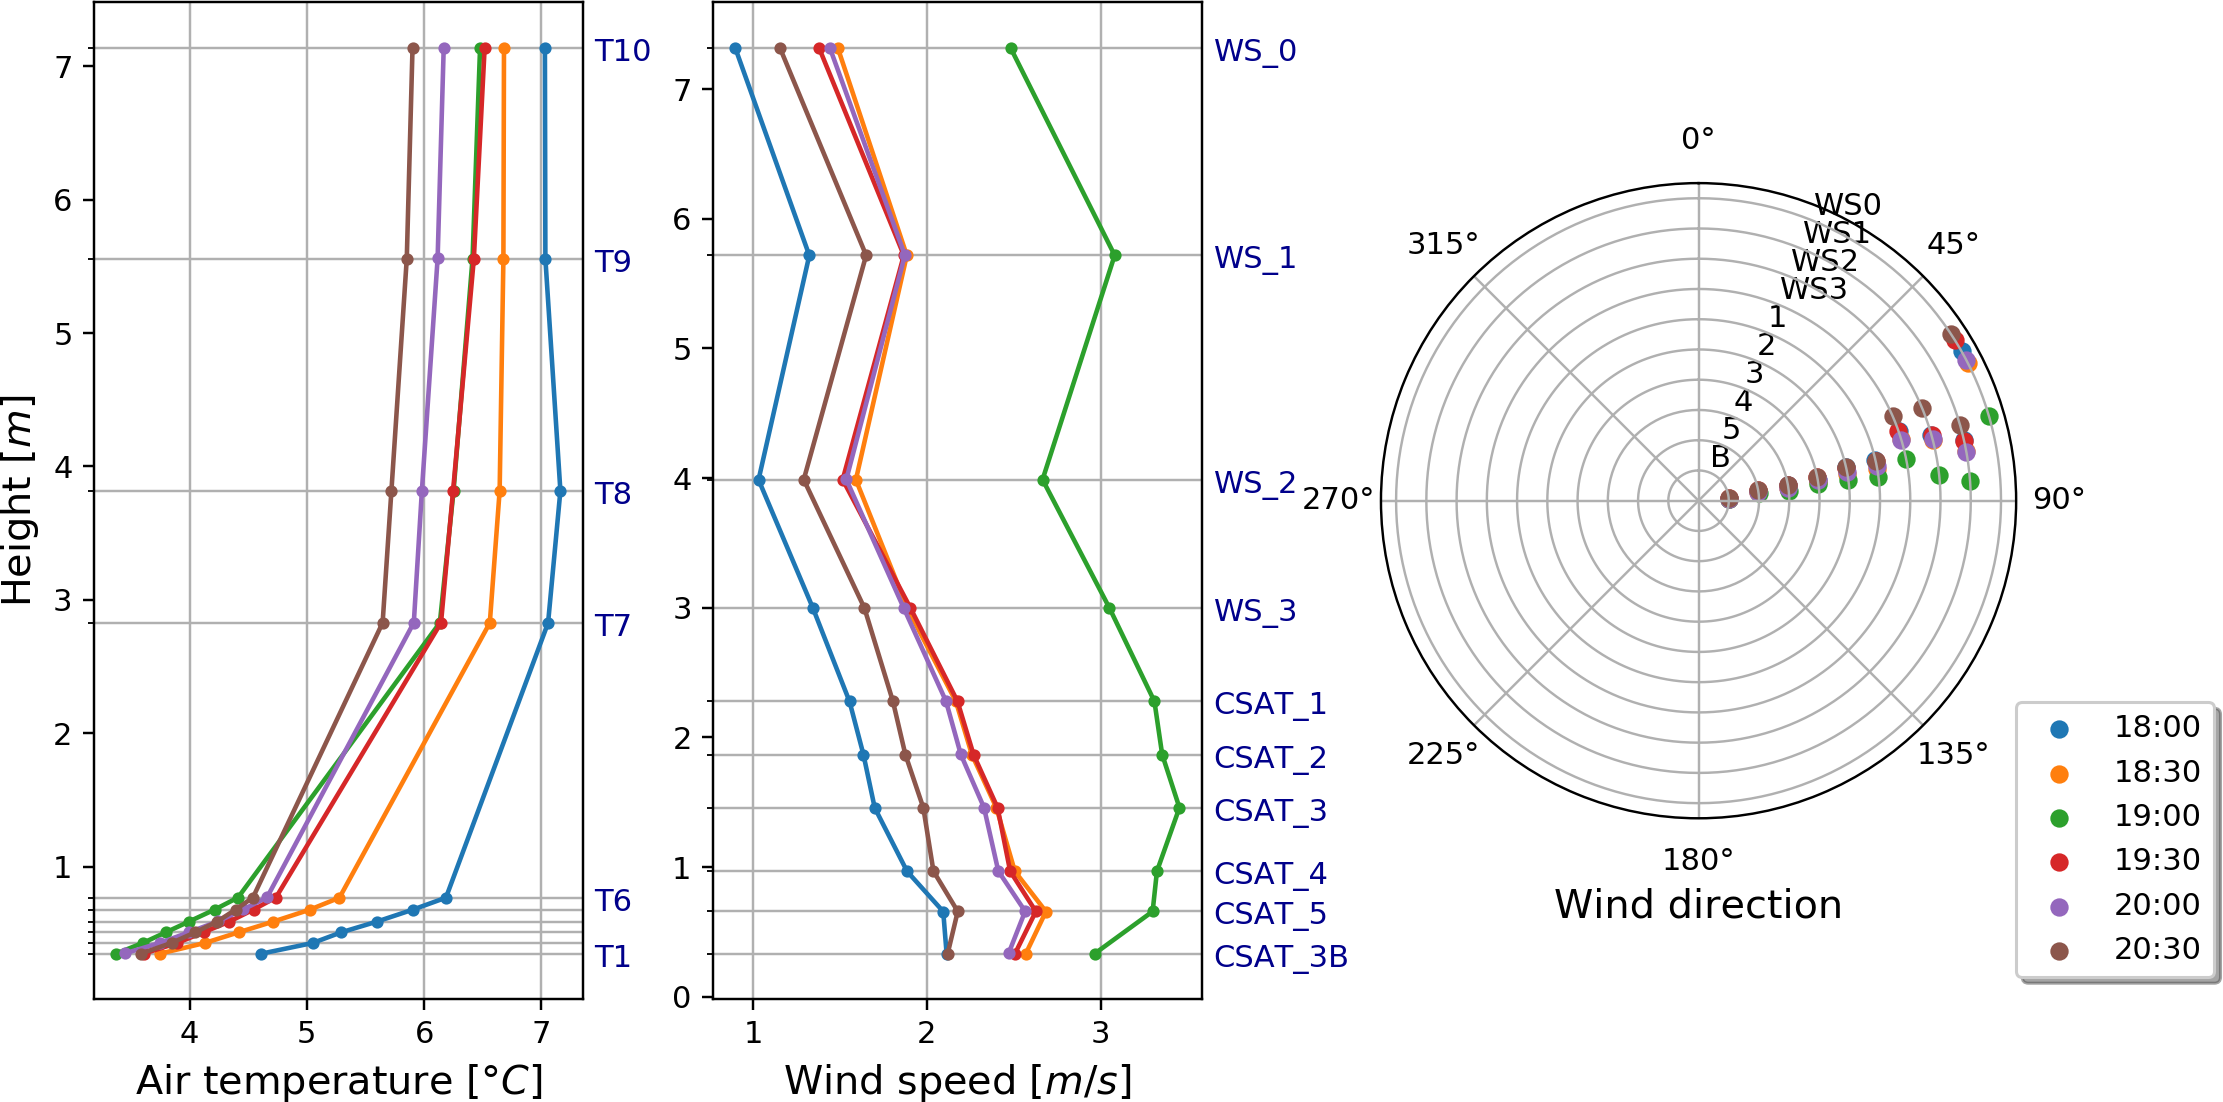 7
6
5
4
3
2
1
Height [m]
4 5 6 7
Air temperature [°C]
T10
T9
T8
T7
T6
T1
7
6
5
4
3
2
1
0
1 2 3
Wind speed [m/s]
WS_0
WS_1
WS_2
WS_3
CSAT_1
CSAT_2
CSAT_3
CSAT_4
CSAT_5
CSAT_3B
0°
45°
90°
135°
180°
225°
270°
315°
WS0
WS1
WS2
WS3
1
2
3
4
5
B
Wind direction
18:00
18:30
19:00
19:30
20:00
20:30